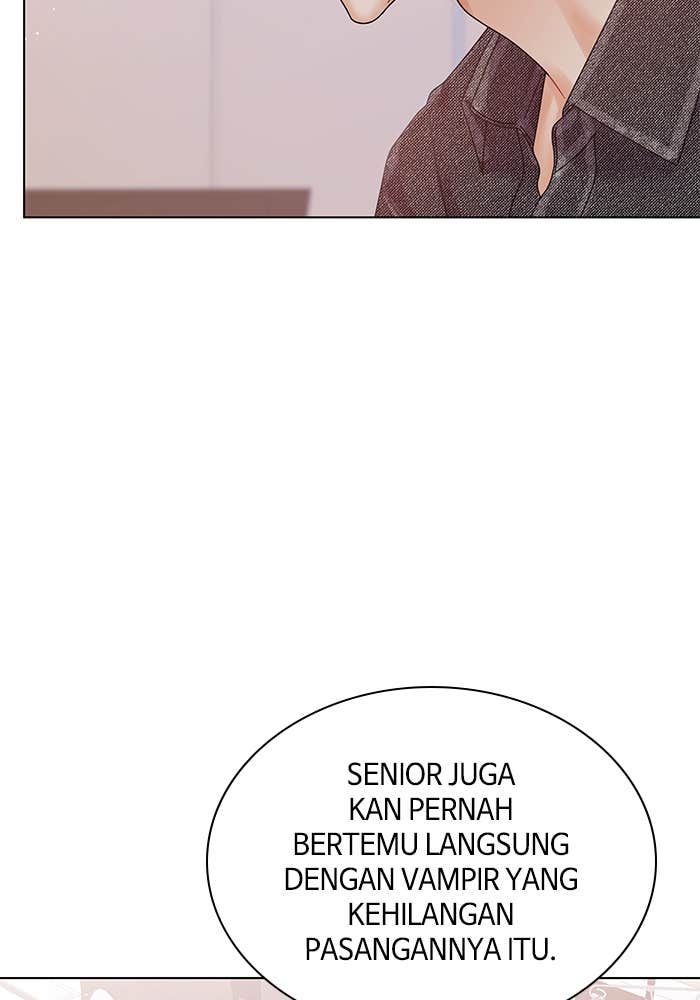 SENIOR JUGA
KAN PERNAH
BERTEMU LANGSUNG
DENGAN VAMPIR YANG
KEHILANGAN
PASANGANNYA ITU.